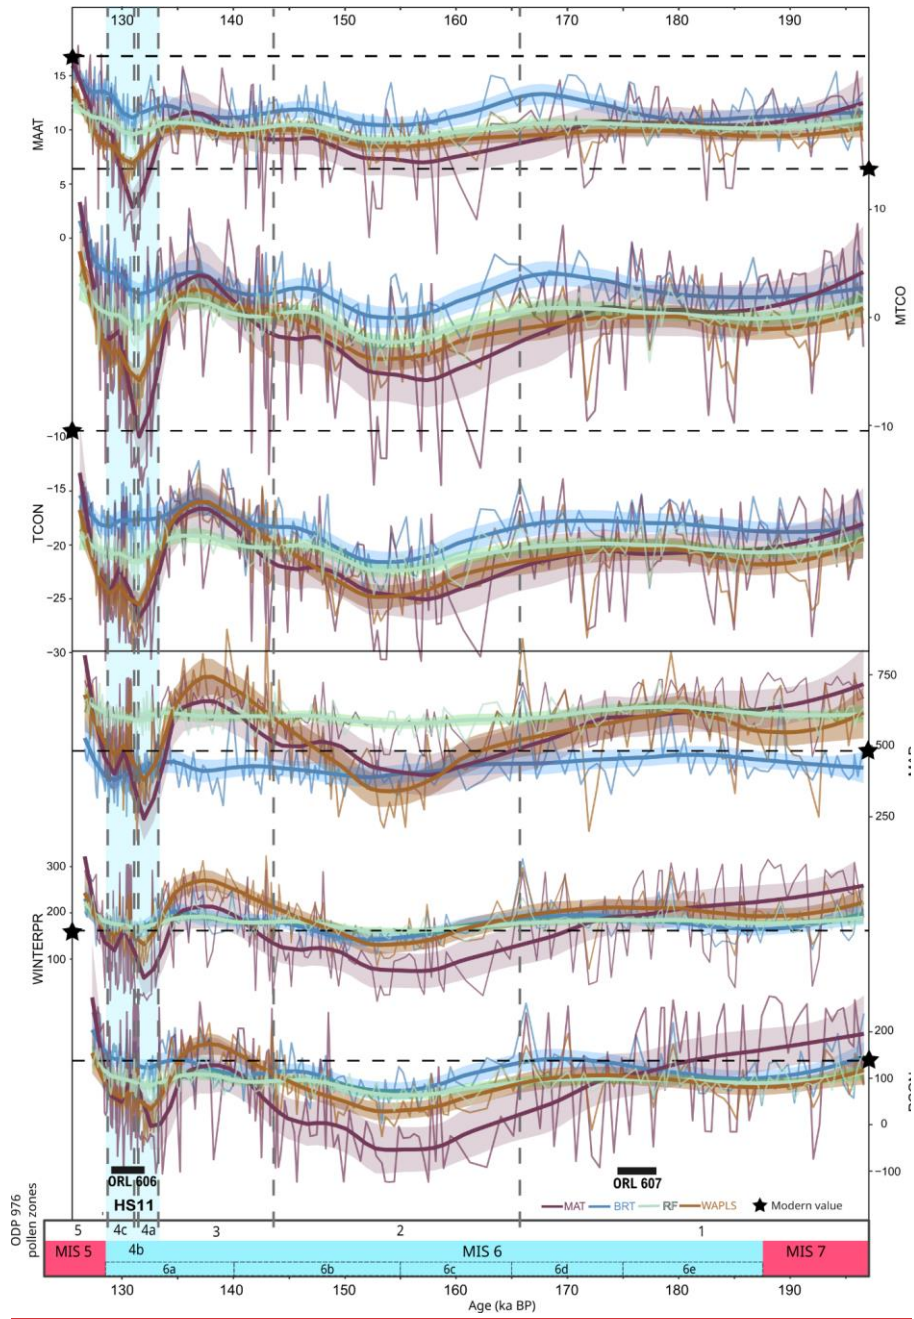 130 140 150 160 170 180 190
15
MAAT
10
5
0
10
MTCO
0
−10
−10
−15
TCON
−20
−25
−30
750
500
250
300
WINTERPR
200
100
200
100
0
−100
ORL 606
ORL 607
HS11
MAT BRT RF WAPLS Modern value
ODP 976
pollen zones
5 4c 4a 3 2 1
MIS 5 4b MIS 6 MIS 7
6a 6b 6c 6d 6e
130 140 150 160 170 180 190
Age (ka BP)